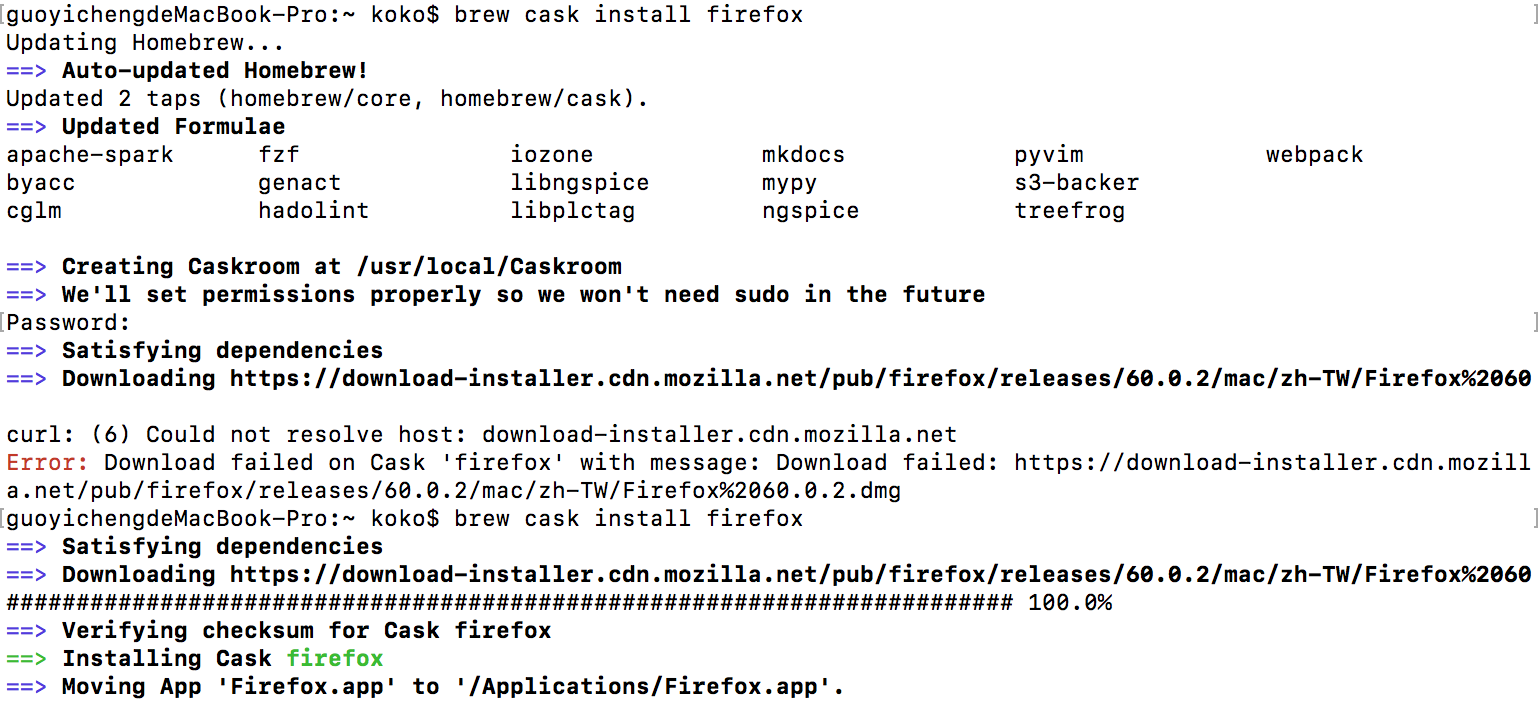 [guoyichengdeMacBook-Pro:~ koko$ brew cask install firefox ]
Updating Homebrew...
==> Auto-updated Homebrew!
Updated 2 taps (homebrew/core, homebrew/cask).
==> Updated Formulae
apache-spark fzf iozone mkdocs pyvim webpack
byacc genact libngspice mypy s3-backer
cglm hadolint libplctag ngspice treefrog
==> Creating Caskroom at /usr/local/Caskroom
==> We'll set permissions properly so we won't need sudo in the future
[Password: ]
==> Satisfying dependencies
==> Downloading https://download-installer.cdn.mozilla.net/pub/firefox/releases/60.0.2/mac/zh-TW/Firefox%2060
curl: (6) Could not resolve host: download-installer.cdn.mozilla.net
Error: Download failed on Cask 'firefox' with message: Download failed: https://download-installer.cdn.mozill
a.net/pub/firefox/releases/60.0.2/mac/zh-TW/Firefox%2060.0.2.dmg
[guoyichengdeMacBook-Pro:~ koko$ brew cask install firefox ]
==> Satisfying dependencies
==> Downloading https://download-installer.cdn.mozilla.net/pub/firefox/releases/60.0.2/mac/zh-TW/Firefox%2060
######################################################################## 100.0%
==> Verifying checksum for Cask firefox
==> Installing Cask firefox
==> Moving App 'Firefox.app' to '/Applications/Firefox.app'.